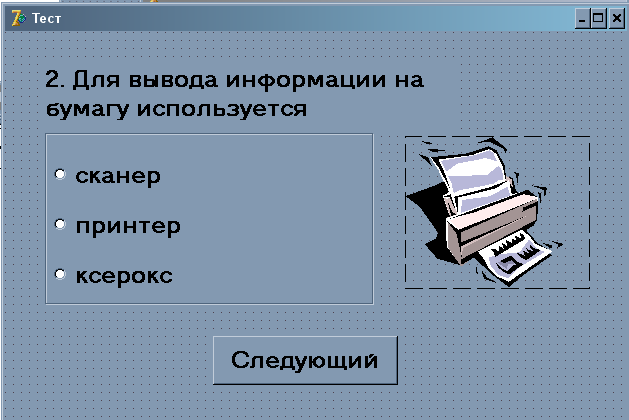 Тест
2. Для вывода информации на
бумагу используется
сканер
принтер
ксерокс
Следующий